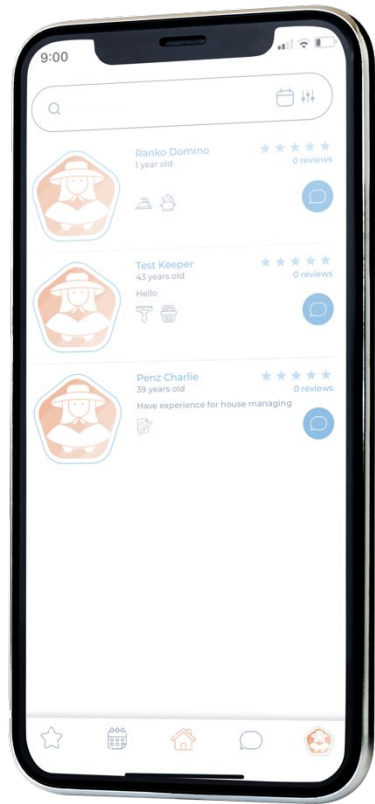 9:00
Ranko Domino
1 year old
0 reviews
Test Keeper
43 years old
0 reviews
Hello
Penz Charlie
39 years old
0 reviews
Have experience for house managing